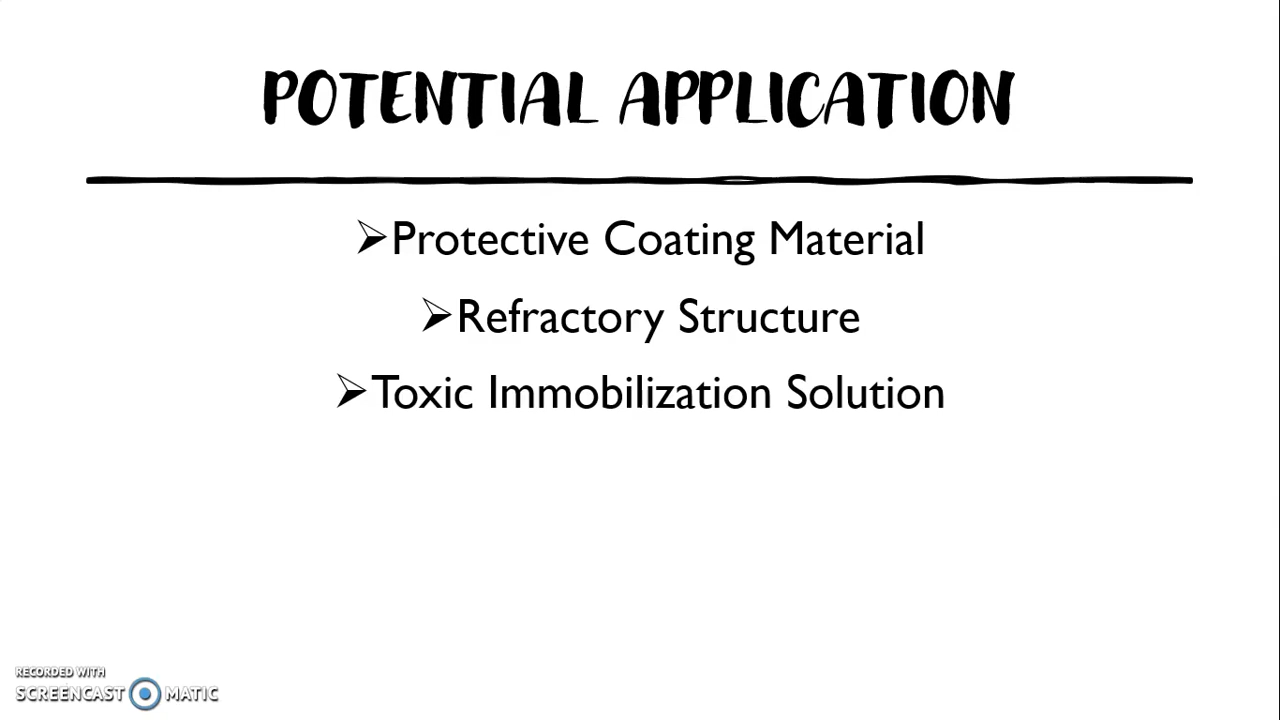 POTENTIAL APPLICATION
➢Protective Coating Material
➢Refractory Structure
➢Toxic Immobilization Solution
RECORDED WITH
SCREENCAST MATIC